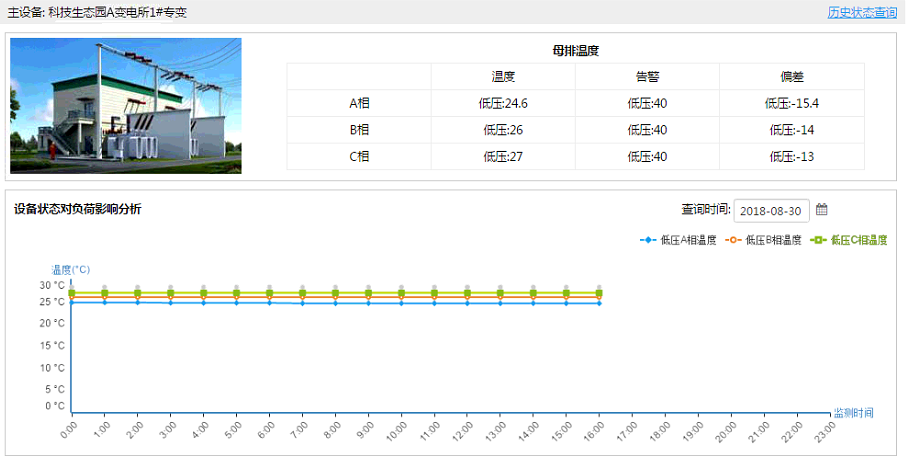 主设备: 科技生态园A变电所1#专变 历史状态查询
母排温度
温度 告警 偏差
A相 低压:24.6 低压:40 低压:-15.4
B相 低压:26 低压:40 低压:-14
C相 低压:27 低压:40 低压:-13
设备状态对负荷影响分析 查询时间: 2018-08-30
低压A相温度 低压B相温度 低压C相温度
温度(°C)
30 °C
25 °C
20 °C
15 °C
10 °C
5 °C
0 °C
监测时间
0:00 1:00 2:00 3:00 4:00 5:00 6:00 7:00 8:00 9:00 10:00 11:00 12:00 13:00 14:00 15:00 16:00 17:00 18:00 19:00 20:00 21:00 22:00 23:00